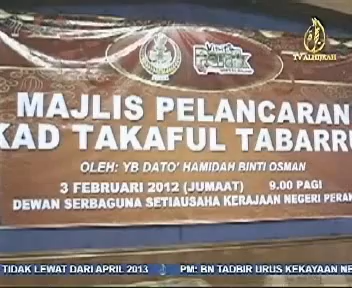 TV ALHIJRAH
Perak
MAJLIS PELANCARAN
KAD TAKAFUL TABARRU
OLEH: YB DATO' HAMIDAH BINTI OSMAN
3 FEBRUARI 2012 (JUMAAT) 9.00 PAGI
DEWAN SERBAGUNA SETIAUSAHA KERAJAAN NEGERI PERAK
TIDAK LEWAT DARI APRIL 2013 PM: BN TADBIR URUS KEKAYAAN NE